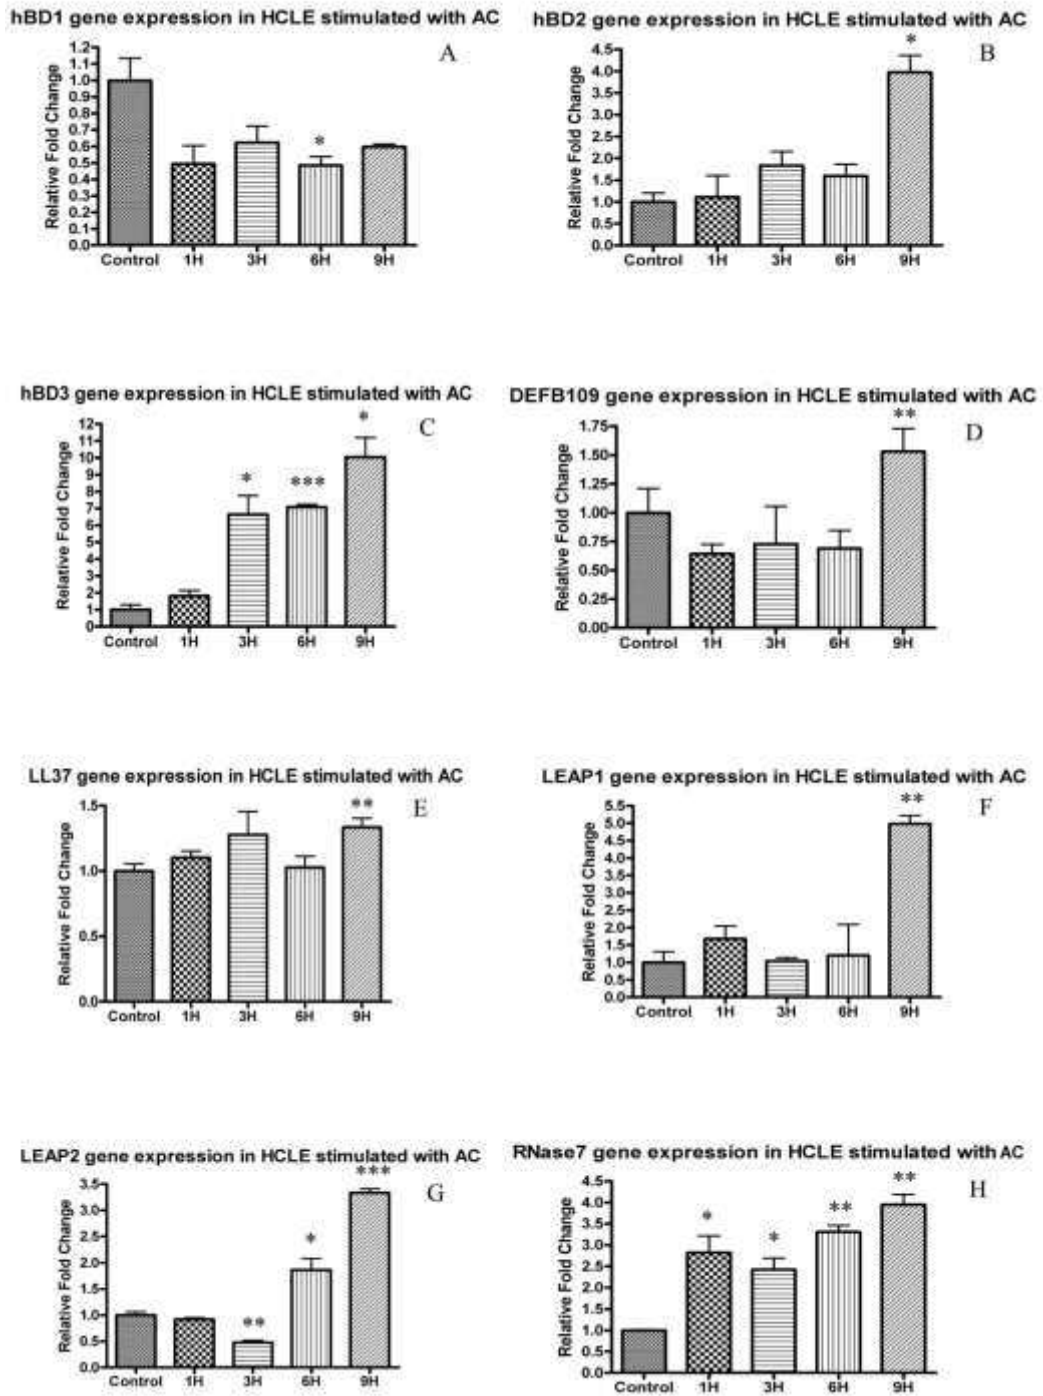 hBD1 gene expression in HCLE stimulated with AC
A
Relative Fold Change
1.2
1.1
1.0
0.9
0.8
0.7
0.6
0.5
0.4
0.3
0.2
0.1
0.0
*
Control 1H 3H 6H 9H
hBD2 gene expression in HCLE stimulated with AC
B
Relative Fold Change
4.5
4.0
3.5
3.0
2.5
2.0
1.5
1.0
0.5
0.0
*
Control 1H 3H 6H 9H
hBD3 gene expression in HCLE stimulated with AC
C
Relative Fold Change
12
11
10
9
8
7
6
5
4
3
2
1
0
* *** *
Control 1H 3H 6H 9H
DEFB109 gene expression in HCLE stimulated with AC
D
Relative Fold Change
1.75
1.50
1.25
1.00
0.75
0.50
0.25
0.00
**
Control 1H 3H 6H 9H
LL37 gene expression in HCLE stimulated with AC
E
Relative Fold Change
1.5
1.0
0.5
0.0
**
Control 1H 3H 6H 9H
LEAP1 gene expression in HCLE stimulated with AC
F
Relative Fold Change
5.5
5.0
4.5
4.0
3.5
3.0
2.5
2.0
1.5
1.0
0.5
0.0
**
Control 1H 3H 6H 9H
LEAP2 gene expression in HCLE stimulated with AC
G
Relative Fold Change
3.5
3.0
2.5
2.0
1.5
1.0
0.5
0.0
** * ***
Control 1H 3H 6H 9H
RNase7 gene expression in HCLE stimulated with AC
H
Relative Fold Change
4.5
4.0
3.5
3.0
2.5
2.0
1.5
1.0
0.5
0.0
* * ** **
Control 1H 3H 6H 9H